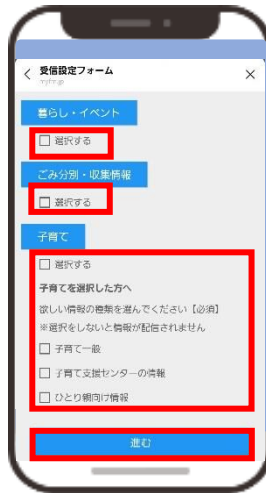 受信設定フォーム
暮らし・イベント
選択する
ごみ分別・収集情報
選択する
子育て
選択する
子育てを選択した方へ
欲しい情報の種類を選んでください【必須】
※選択をしないと情報が配信されません
子育て一般
子育て支援センターの情報
ひとり親向け情報
進む